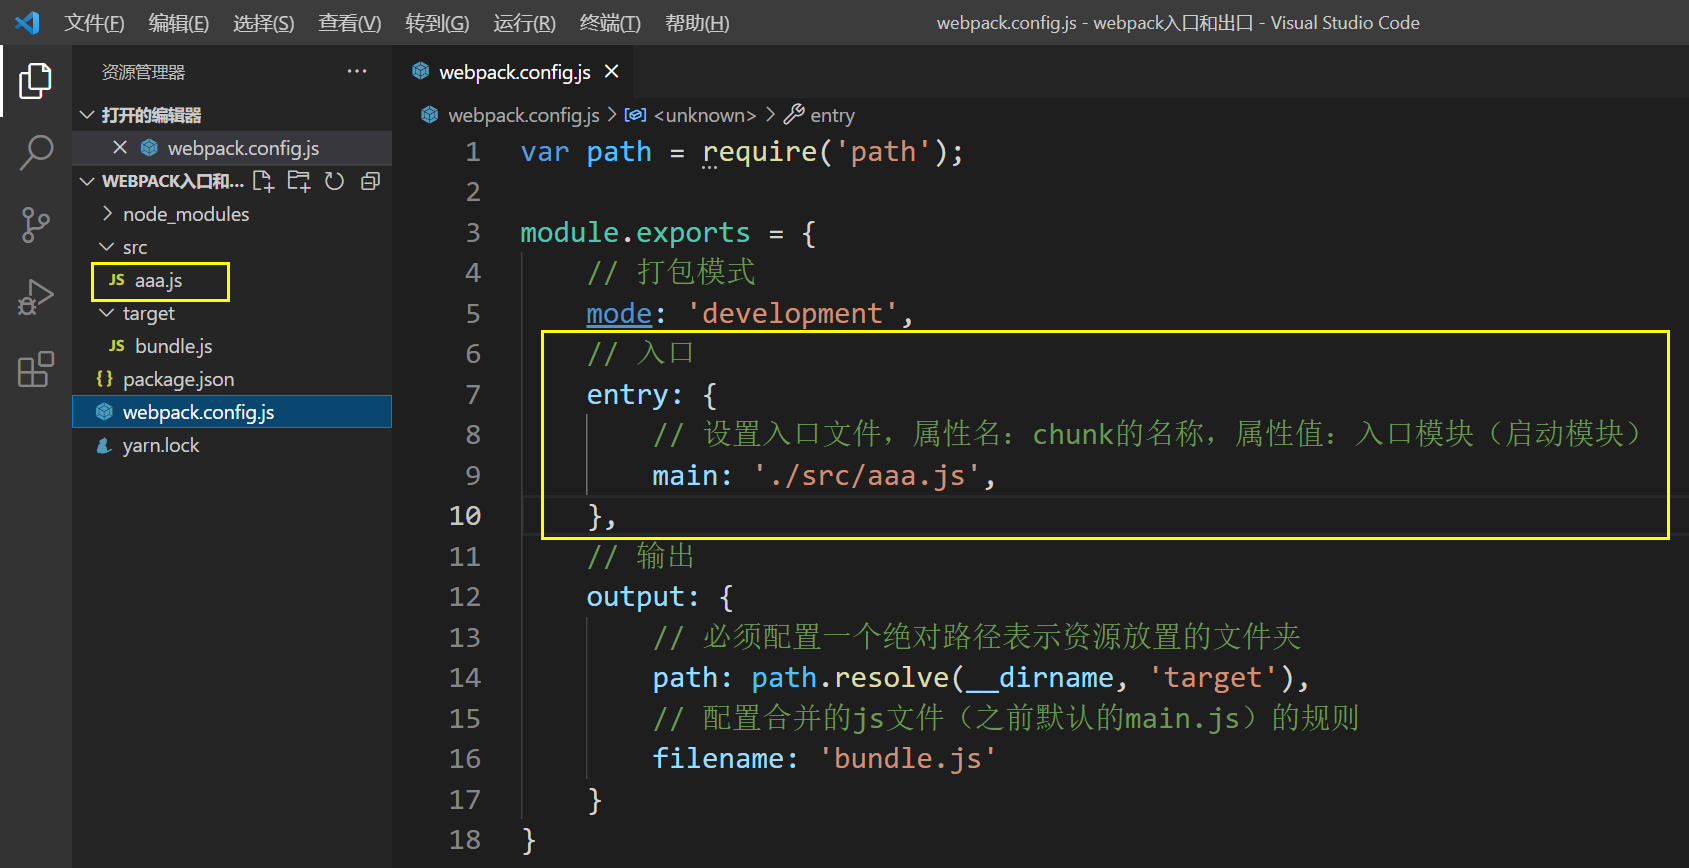 文件(F) 编辑(E) 选择(S) 查看(V) 转到(G) 运行(R) 终端(T) 帮助(H) webpack.config.js - webpack入口和出口 - Visual Studio Code
资源管理器 ···
打开的编辑器
webpack.config.js
WEBPACK入口和...
node_modules
src
JS aaa.js
target
JS bundle.js
{} package.json
webpack.config.js
yarn.lock
webpack.config.js
webpack.config.js > <unknown> > entry
1 var path = require('path');
2
3 module.exports = {
4 // 打包模式
5 mode: 'development',
6 // 入口
7 entry: {
8 // 设置入口文件，属性名：chunk的名称，属性值：入口模块（启动模块）
9 main: './src/aaa.js',
10 },
11 // 输出
12 output: {
13 // 必须配置一个绝对路径表示资源放置的文件夹
14 path: path.resolve(__dirname, 'target'),
15 // 配置合并的js文件（之前默认的main.js）的规则
16 filename: 'bundle.js'
17 }
18 }